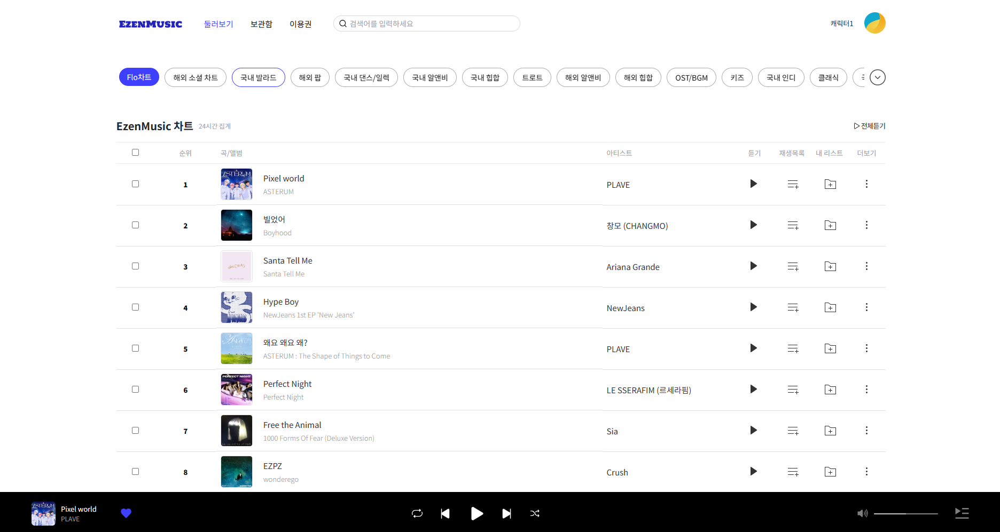 EZENMUSIC 둘러보기 보관함 이용권 검색어를 입력하세요 캐릭터1
Flo차트 해외 소셜 차트 국내 발라드 해외 팝 국내 댄스/일렉 국내 알앤비 국내 힙합 트로트 해외 알앤비 해외 힙합 OST/BGM 키즈 국내 인디 클래식
EzenMusic 차트 24시간 집계 전체듣기
순위 곡/앨범 아티스트 듣기 재생목록 내 리스트 더보기
ASTERUM
1 Pixel world PLAVE
ASTERUM
2 빌었어 창모 (CHANGMO)
Boyhood
3 Santa Tell Me Ariana Grande
Santa Tell Me
4 Hype Boy NewJeans
NewJeans 1st EP 'New Jeans'
5 왜요 왜요 왜? PLAVE
ASTERUM : The Shape of Things to Come
PERFECT NIGHT
6 Perfect Night LE SSERAFIM (르세라핌)
Perfect Night
7 Free the Animal Sia
1000 Forms Of Fear (Deluxe Version)
8 EZPZ Crush
wonderego
ASTERUM
Pixel world
PLAVE